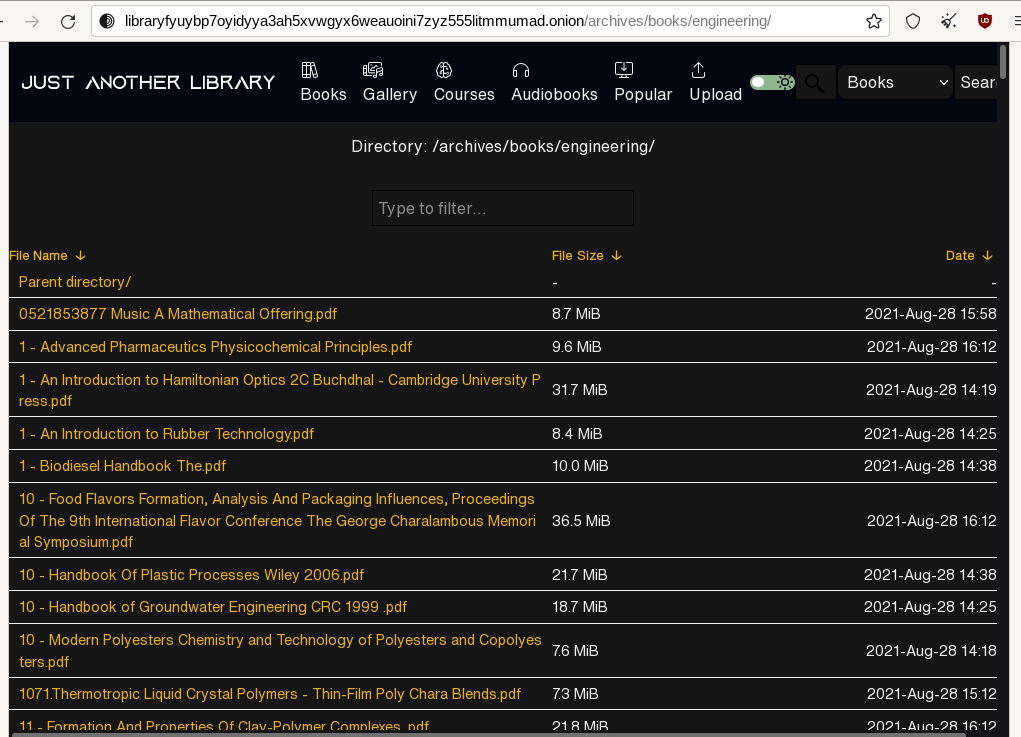 libraryfyuybp7oyidyya3ah5xvwgyx6weauoini7zyz555litmmumad.onion/archives/books/engineering/
JUST ANOTHER LIBRARY
Books Gallery Courses Audiobooks Popular Upload Books Sear
Directory: /archives/books/engineering/
Type to filter...
File Name ↓ File Size ↓ Date ↓
Parent directory/ - -
0521853877 Music A Mathematical Offering.pdf 8.7 MiB 2021-Aug-28 15:58
1 - Advanced Pharmaceutics Physicochemical Principles.pdf 9.6 MiB 2021-Aug-28 16:12
1 - An Introduction to Hamiltonian Optics 2C Buchdhal - Cambridge University P
ress.pdf 31.7 MiB 2021-Aug-28 14:19
1 - An Introduction to Rubber Technology.pdf 8.4 MiB 2021-Aug-28 14:25
1 - Biodiesel Handbook The.pdf 10.0 MiB 2021-Aug-28 14:38
10 - Food Flavors Formation, Analysis And Packaging Influences, Proceedings
Of The 9th International Flavor Conference The George Charalambous Memori
al Symposium.pdf 36.5 MiB 2021-Aug-28 16:12
10 - Handbook Of Plastic Processes Wiley 2006.pdf 21.7 MiB 2021-Aug-28 14:38
10 - Handbook of Groundwater Engineering CRC 1999 .pdf 18.7 MiB 2021-Aug-28 14:25
10 - Modern Polyesters Chemistry and Technology of Polyesters and Copolyes
ters.pdf 7.6 MiB 2021-Aug-28 14:18
1071.Thermotropic Liquid Crystal Polymers - Thin-Film Poly Chara Blends.pdf 7.3 MiB 2021-Aug-28 15:12
11 - Formation And Properties Of Clay-Polymer Complexes .pdf 21.8 MiB 2021-Aug-28 16:12